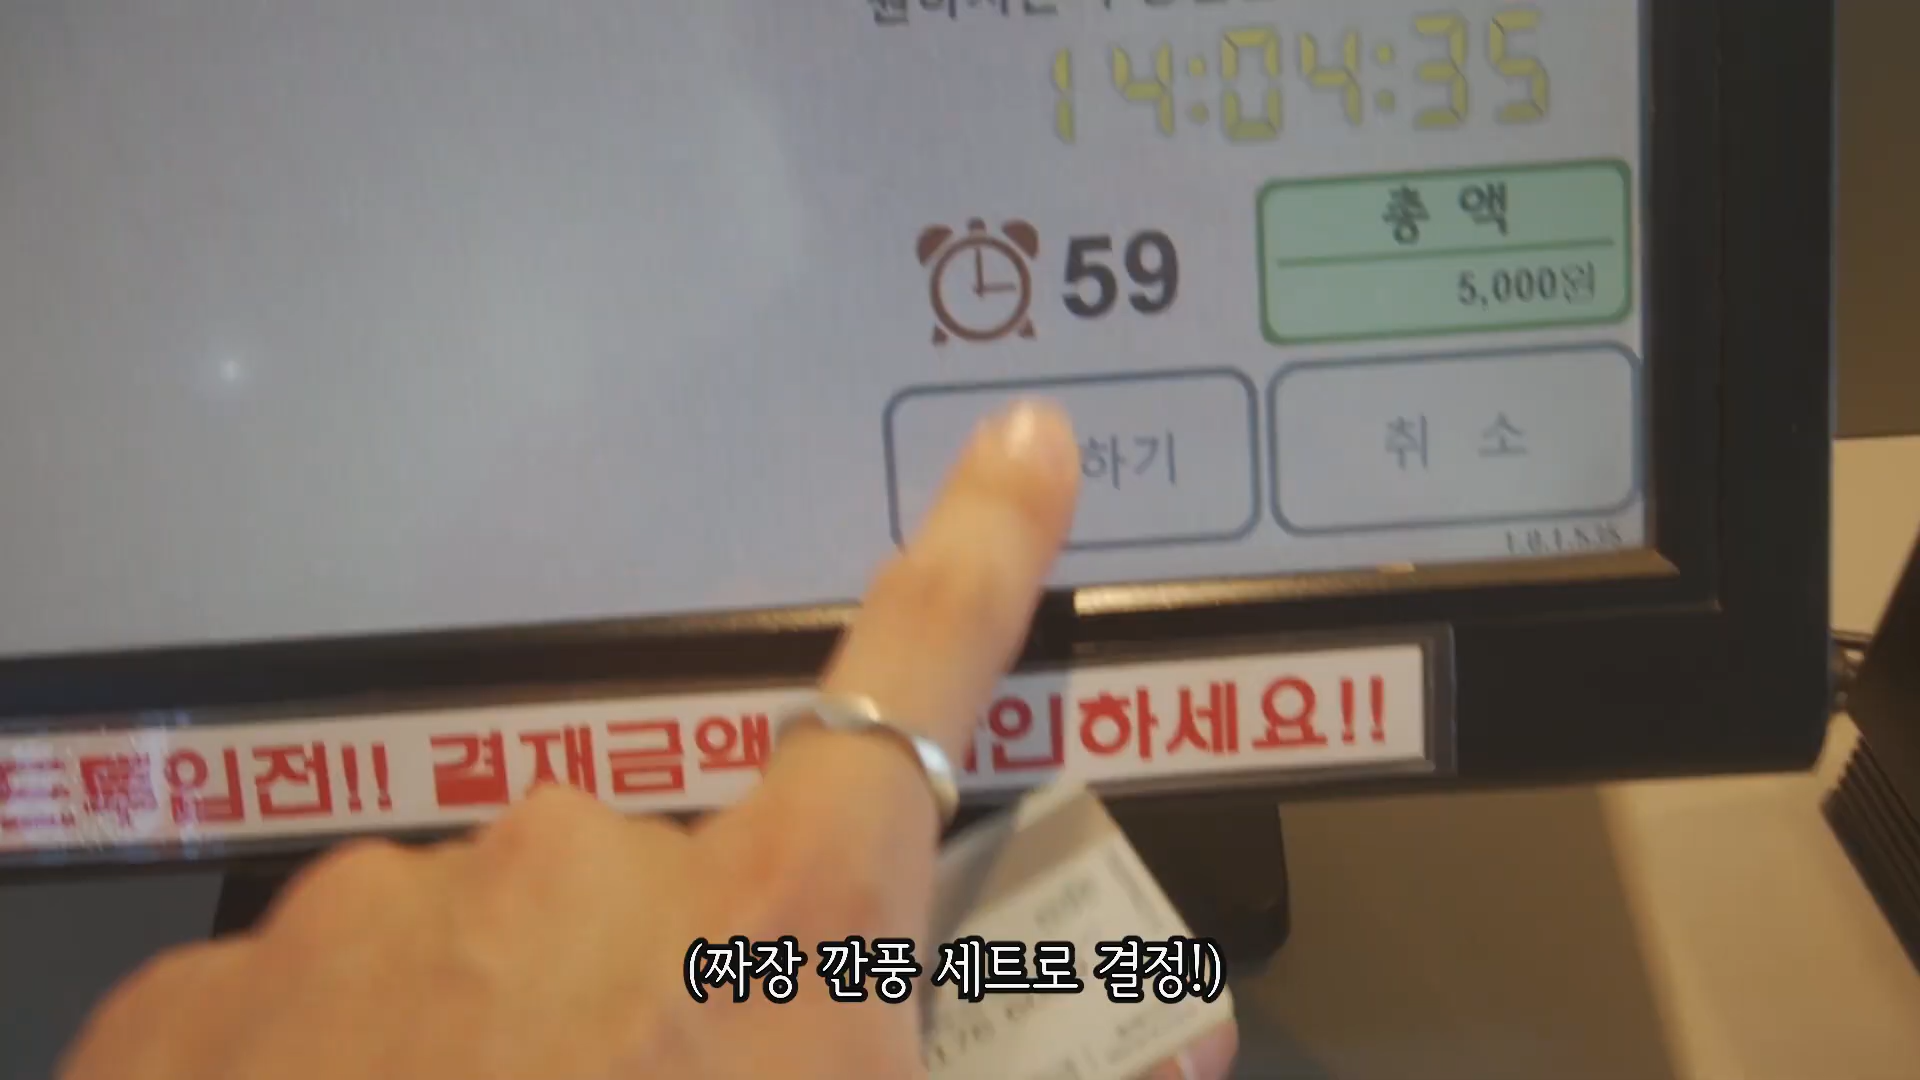 14:04:35
59
총 액
5,000원
하기
취 소
입전!! 결재금액 확인하세요!!
(짜장 깐풍 세트로 결정!)